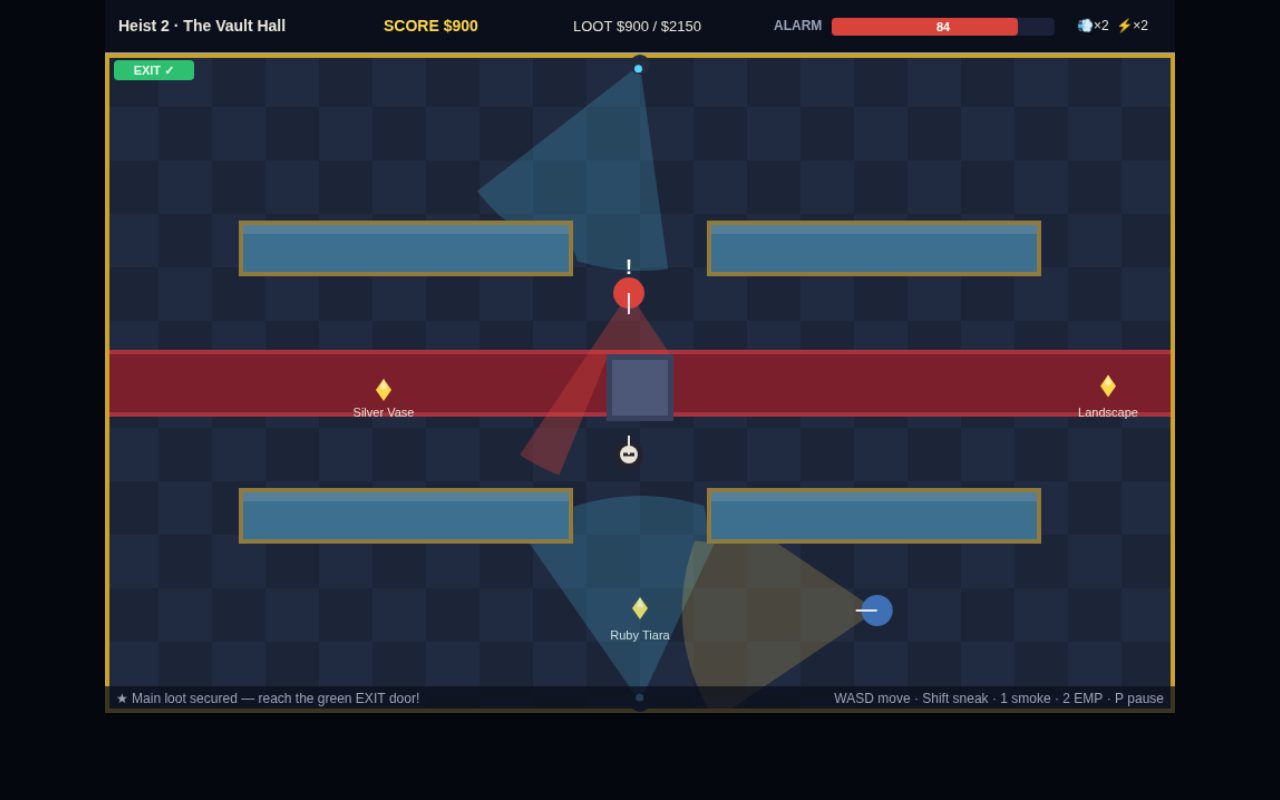 Heist 2 · The Vault Hall
SCORE $900
LOOT $900 / $2150
ALARM
84
💨×2 ⚡×2
EXIT ✓
!
Silver Vase
Landscape
Ruby Tiara
★ Main loot secured — reach the green EXIT door!
WASD move · Shift sneak · 1 smoke · 2 EMP · P pause